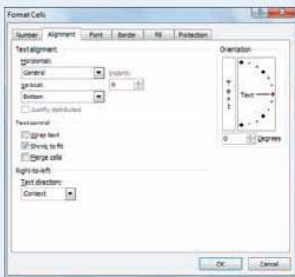 Format Cells
Number Alignment Font Border Fill Protection
Text alignment
Orientation
Horizontal:
General
Indent:
Vertical:
0
Bottom
Justify distributed
Text
Text
Text control
Wrap text
Shrink to fit
Merge cells
0 Degrees
Right-to-left
Text direction:
Context
OK Cancel